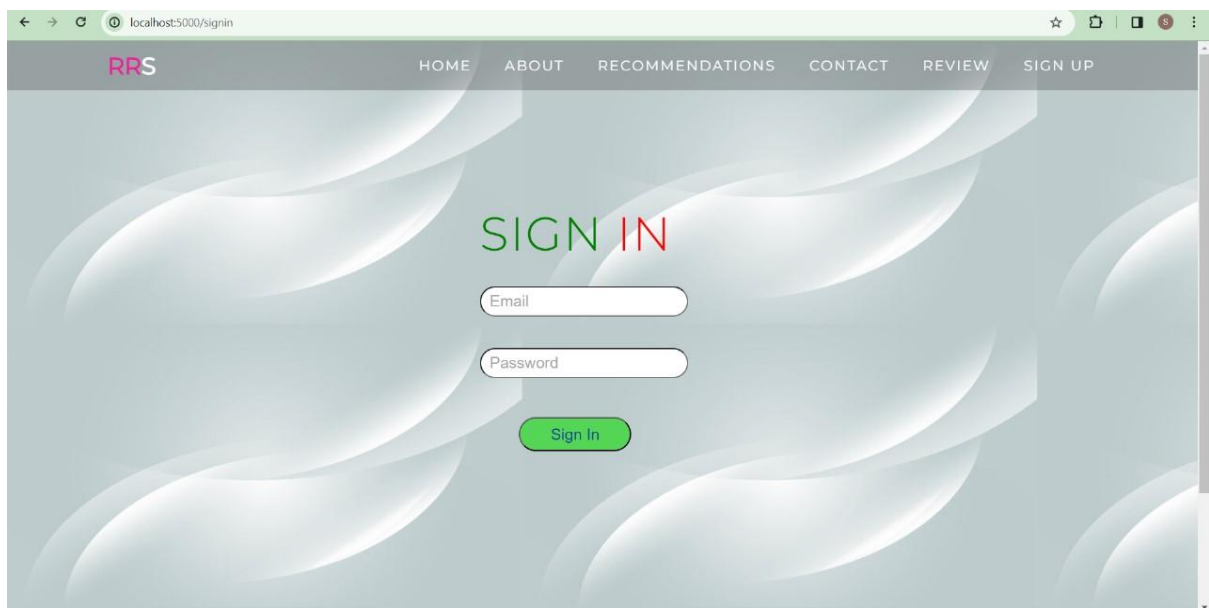 localhost:5000/signin
S
RRS
HOME ABOUT RECOMMENDATIONS CONTACT REVIEW SIGN UP
SIGN IN
Email
Password
Sign In